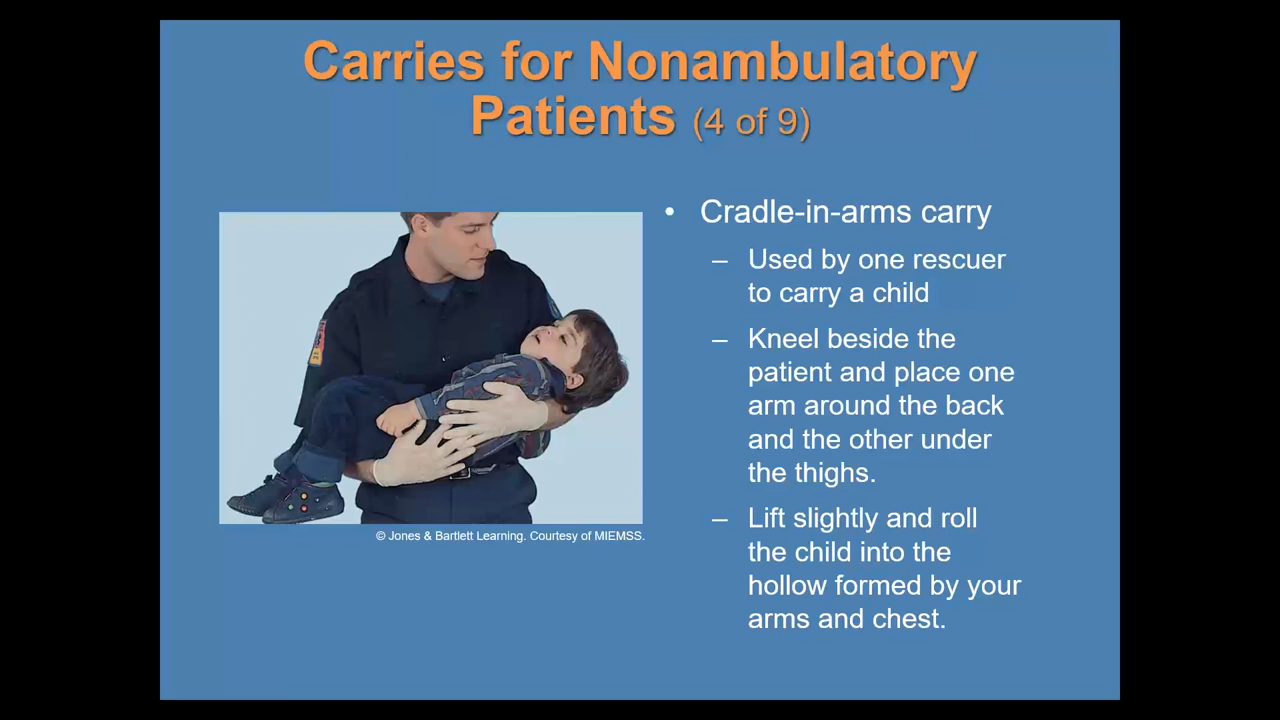 Carries for Nonambulatory
Patients (4 of 9)
• Cradle-in-arms carry
– Used by one rescuer
to carry a child
– Kneel beside the
patient and place one
arm around the back
and the other under
the thighs.
– Lift slightly and roll
the child into the
hollow formed by your
arms and chest.
© Jones & Bartlett Learning. Courtesy of MIEMSS.